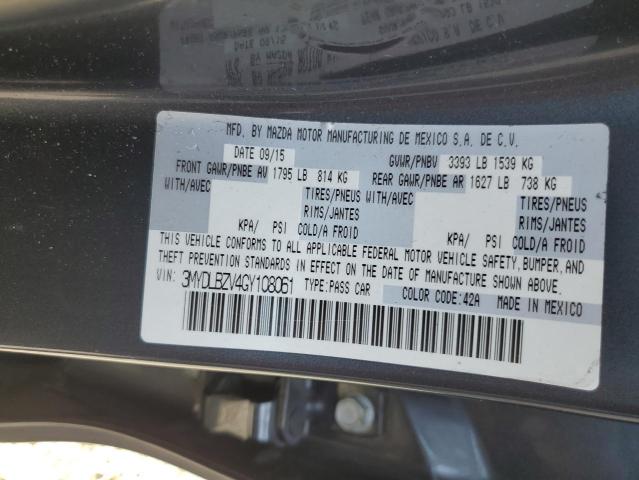 MFD. BY MAZDA MOTOR MANUFACTURING DE MEXICO S.A. DE C.V.
DATE 09/15 GVWR/PNBV 3393 LB 1539 KG
FRONT GAWR/PNBE AV 1795 LB 814 KG REAR GAWR/PNBE AR 1627 LB 738 KG
WITH/AVEC TIRES/PNEUS WITH/AVEC TIRES/PNEUS
RIMS/JANTES RIMS/JANTES
KPA/ PSI COLD/A FROID KPA/ PSI COLD/A FROID
THIS VEHICLE CONFORMS TO ALL APPLICABLE FEDERAL MOTOR VEHICLE SAFETY, BUMPER, AND
THEFT PREVENTION STANDARDS IN EFFECT ON THE DATE OF MANUFACTURE SHOWN ABOVE.
VIN: 3MYDLBZV4GY108061 TYPE:PASS CAR COLOR CODE:42A MADE IN MEXICO